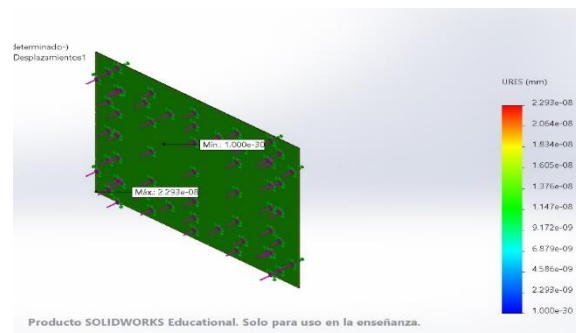 determinado-)
Desplazamientos1
URES (mm)
2.293e-08
2.064e-08
1.834e-08
1.605e-08
1.376e-08
1.147e-08
9.172e-09
6.879e-09
4.586e-09
2.293e-09
1.000e-30
Mín.: 1.000e-30
Máx.: 2.293e-08
Producto SOLIDWORKS Educational. Solo para uso en la enseñanza.